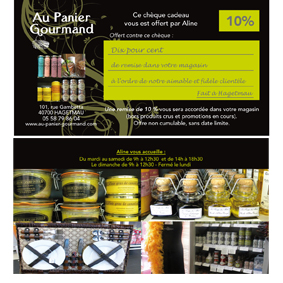 Au Panier
Gourmand
Ce chèque cadeau
vous est offert par Aline
10%
Offert contre ce chèque :
Dix pour cent
de remise dans votre magasin
à l'ordre de notre aimable et fidèle clientèle
Fait à Hagetmau
101, rue Gambetta
40700 HAGETMAU
05 58 79 86 04
www.au-panier-gourmand.com
Une remise de 10 % vous sera accordée dans votre magasin
(hors produits crus et promotions en cours).
Offre non cumulable, sans date limite.
Aline vous accueille :
Du mardi au samedi de 9h à 12h30 et de 14h à 16h30
Le dimanche de 9h à 12h30 - Fermé le lundi